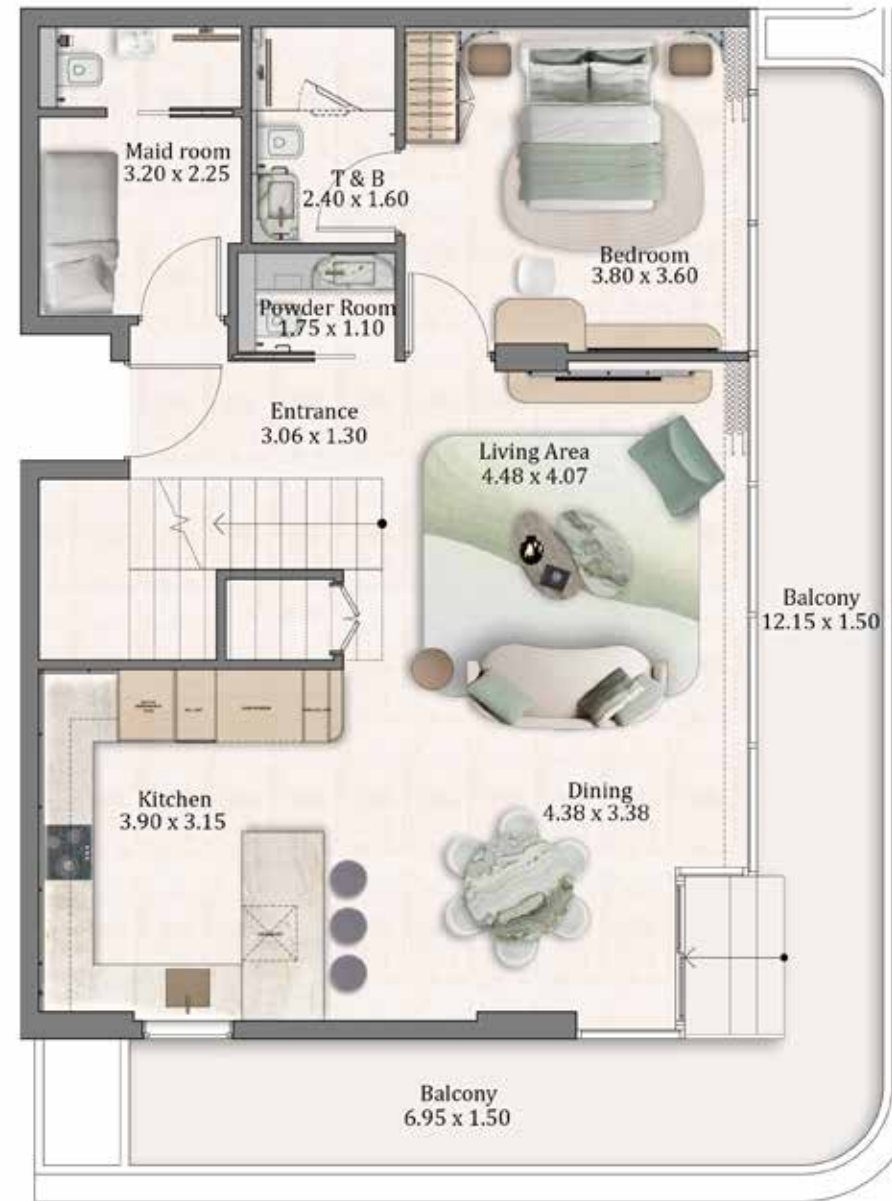 Maid room
3.20 x 2.25
T & B
2.40 x 1.60
Bedroom
3.80 x 3.60
Powder Room
1.75 x 1.10
Entrance
3.06 x 1.30
Living Area
4.48 x 4.07
Balcony
12.15 x 1.50
Kitchen
3.90 x 3.15
Dining
4.38 x 3.38
Balcony
6.95 x 1.50